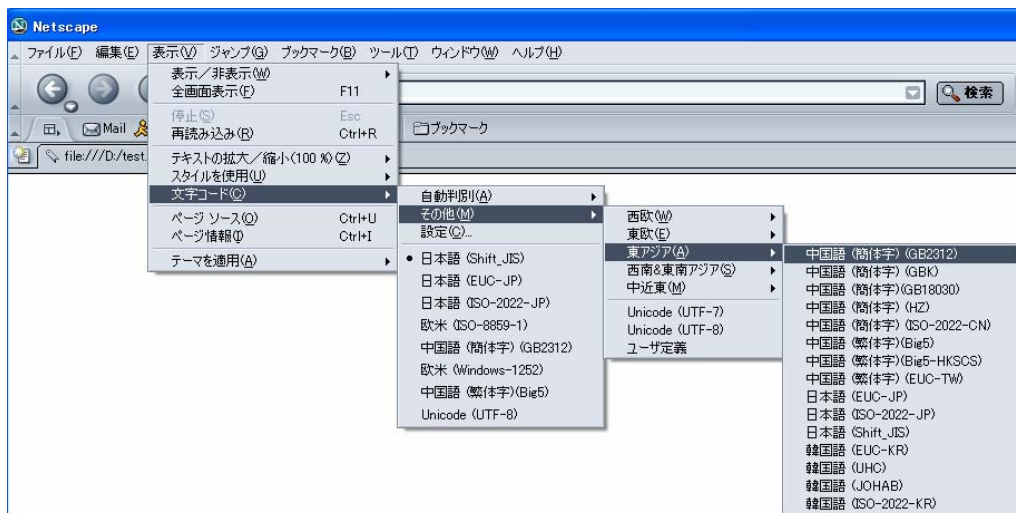 Netscape
ファイル(F) 編集(E) 表示(V) ジャンプ(G) ブックマーク(B) ツール(T) ウィンドウ(W) ヘルプ(H)
検索
Mail
ブックマーク
file:///D:/test.
表示／非表示(W)
全画面表示(F) F11
停止(S) Esc
再読み込み(R) Ctrl+R
テキストの拡大／縮小(100 %)(Z)
スタイルを使用(U)
文字コード(C)
ページ ソース(O) Ctrl+U
ページ情報(I) Ctrl+I
テーマを適用(A)
自動判別(A)
その他(M)
設定(C)...
日本語 (Shift_JIS)
日本語 (EUC-JP)
日本語 (ISO-2022-JP)
欧米 (ISO-8859-1)
中国語 (簡体字) (GB2312)
欧米 (Windows-1252)
中国語 (繁体字)(Big5)
Unicode (UTF-8)
西欧(W)
東欧(E)
東アジア(A)
西南&東南アジア(S)
中近東(M)
Unicode (UTF-7)
Unicode (UTF-8)
ユーザ定義
中国語 (簡体字) (GB2312)
中国語 (簡体字) (GBK)
中国語 (簡体字)(GB18030)
中国語 (簡体字) (HZ)
中国語 (簡体字) (ISO-2022-CN)
中国語 (繁体字)(Big5)
中国語 (繁体字)(Big5-HKSCS)
中国語 (繁体字) (EUC-TW)
日本語 (EUC-JP)
日本語 (ISO-2022-JP)
日本語 (Shift_JIS)
韓国語 (EUC-KR)
韓国語 (UHC)
韓国語 (JOHAB)
韓国語 (ISO-2022-KR)